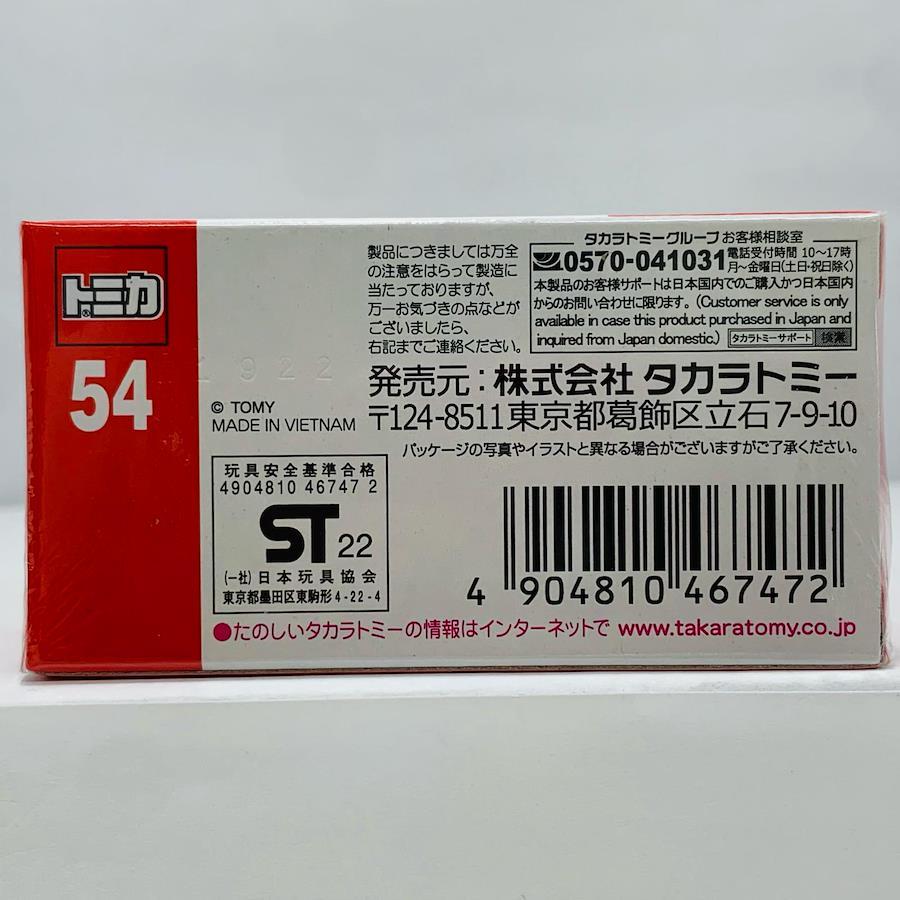 トミカ®
54
1922
© TOMY
MADE IN VIETNAM
製品につきましては万全
の注意をはらって製造に
当たっておりますが、
万一お気づきの点などが
ございましたら、
右記までご連絡ください。
タカラトミーグループ お客様相談室
0570-041031 電話受付時間 10〜17時
月〜金曜日(土日・祝日除く)
本製品のお客様サポートは日本国内でのご購入かつ日本国内
からのお問い合わせに限ります。(Customer service is only
available in case this product purchased in Japan and
inquired from Japan domestic.) タカラトミーサポート 検索
発売元:株式会社 タカラトミー
〒124-8511 東京都葛飾区立石7-9-10
パッケージの写真やイラストと異なる場合がございますがご了承ください。
玩具安全基準合格
4904810 46747 2
ST 22
(一社)日本玩具協会
東京都墨田区東駒形4-22-4
4 904810 467472
●たのしいタカラトミーの情報はインターネットで www.takaratomy.co.jp